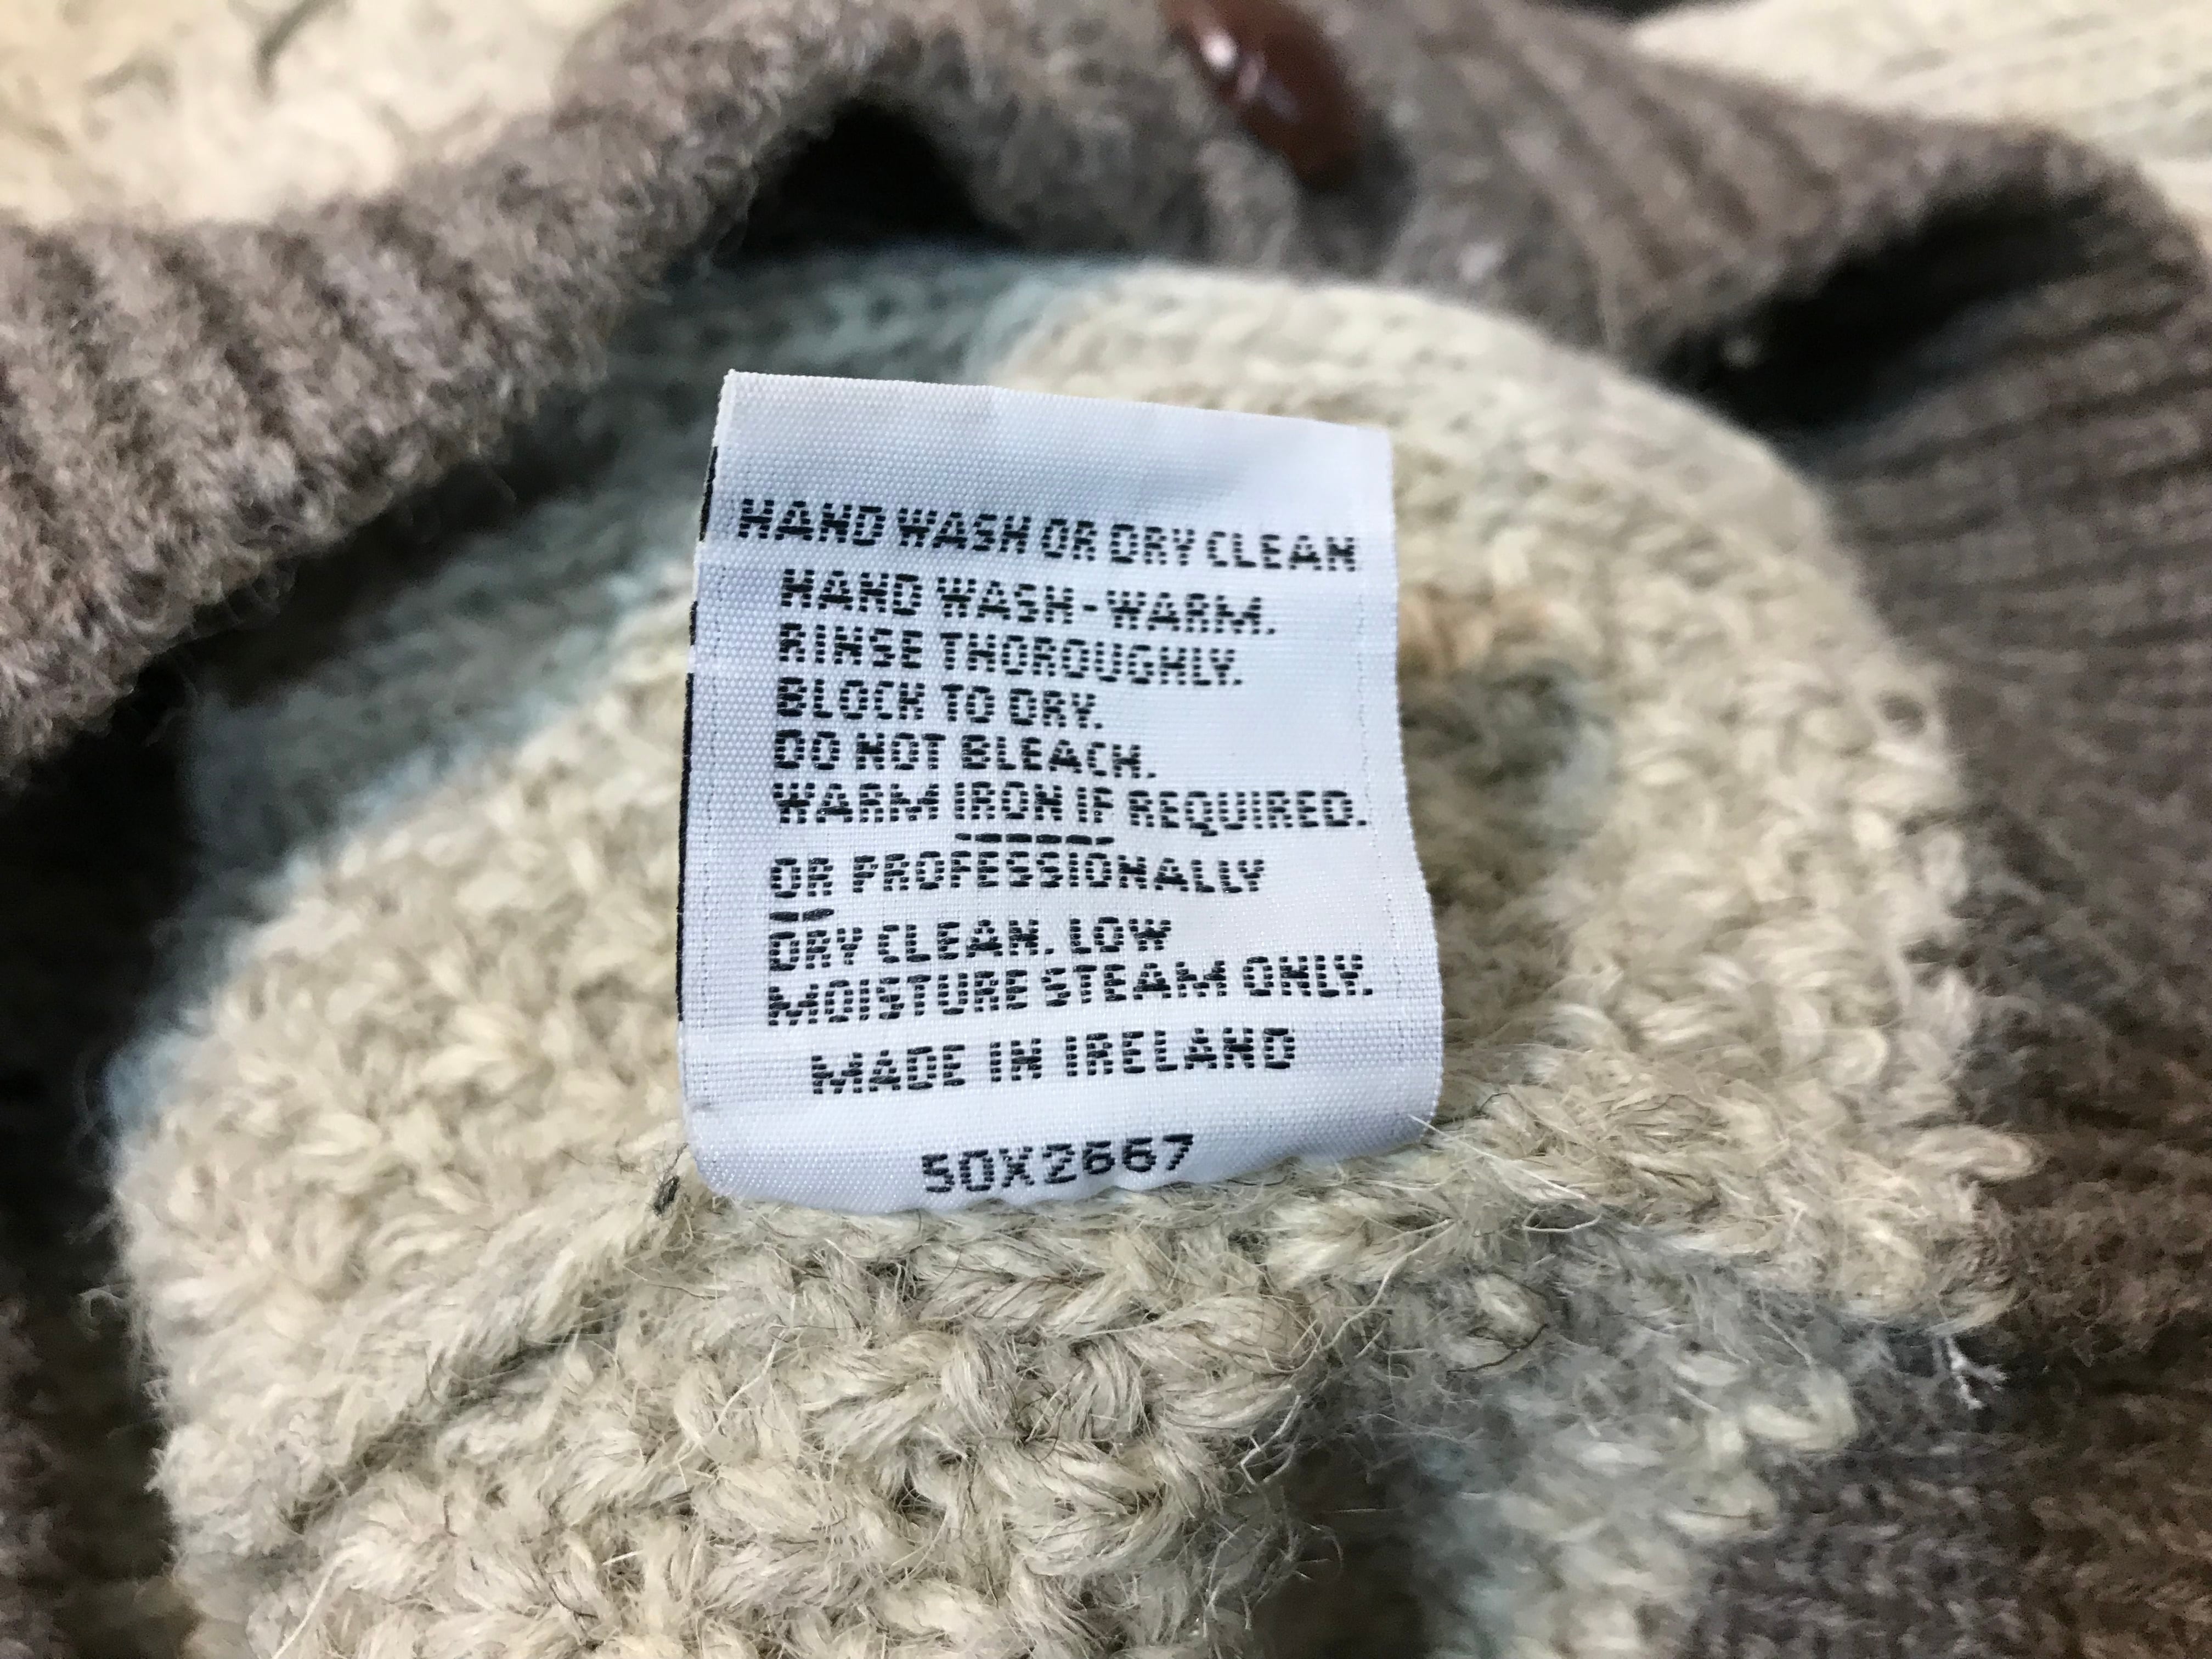 HAND WASH OR DRY CLEAN
HAND WASH-WARM.
RINSE THOROUGHLY.
BLOCK TO DRY.
DO NOT BLEACH.
WARM IRON IF REQUIRED.
OR PROFESSIONALLY
DRY CLEAN. LOW
MOISTURE STEAM ONLY.
MADE IN IRELAND
50X2667